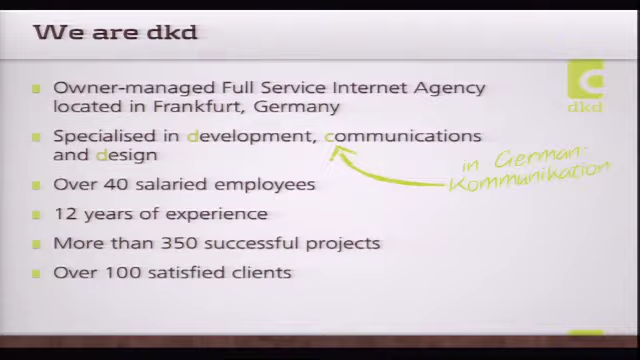 We are dkd
Owner-managed Full Service Internet Agency
located in Frankfurt, Germany
dkd
Specialised in development, communications
and design
in German:
Kommunikation
Over 40 salaried employees
12 years of experience
More than 350 successful projects
Over 100 satisfied clients